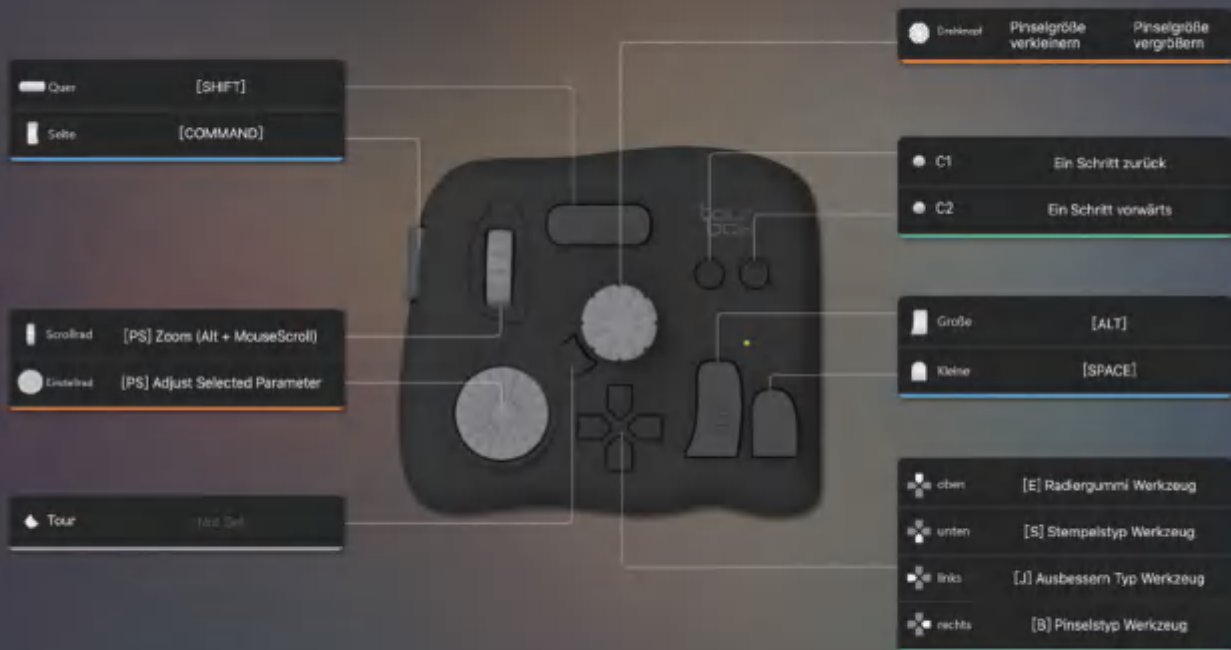 Quer [SHIFT]
Seite [COMMAND]
Scrollrad [PS] Zoom (Alt + MouseScroll)
Einstellrad [PS] Adjust Selected Parameter
Tour Not Set
Drehknopf Pinselgröße verkleinern Pinselgröße vergrößern
C1 Ein Schritt zurück
C2 Ein Schritt vorwärts
Große [ALT]
Kleine [SPACE]
oben [E] Radiergummi Werkzeug
unten [S] Stempelstyp Werkzeug
links [J] Ausbessern Typ Werkzeug
rechts [B] Pinselstyp Werkzeug